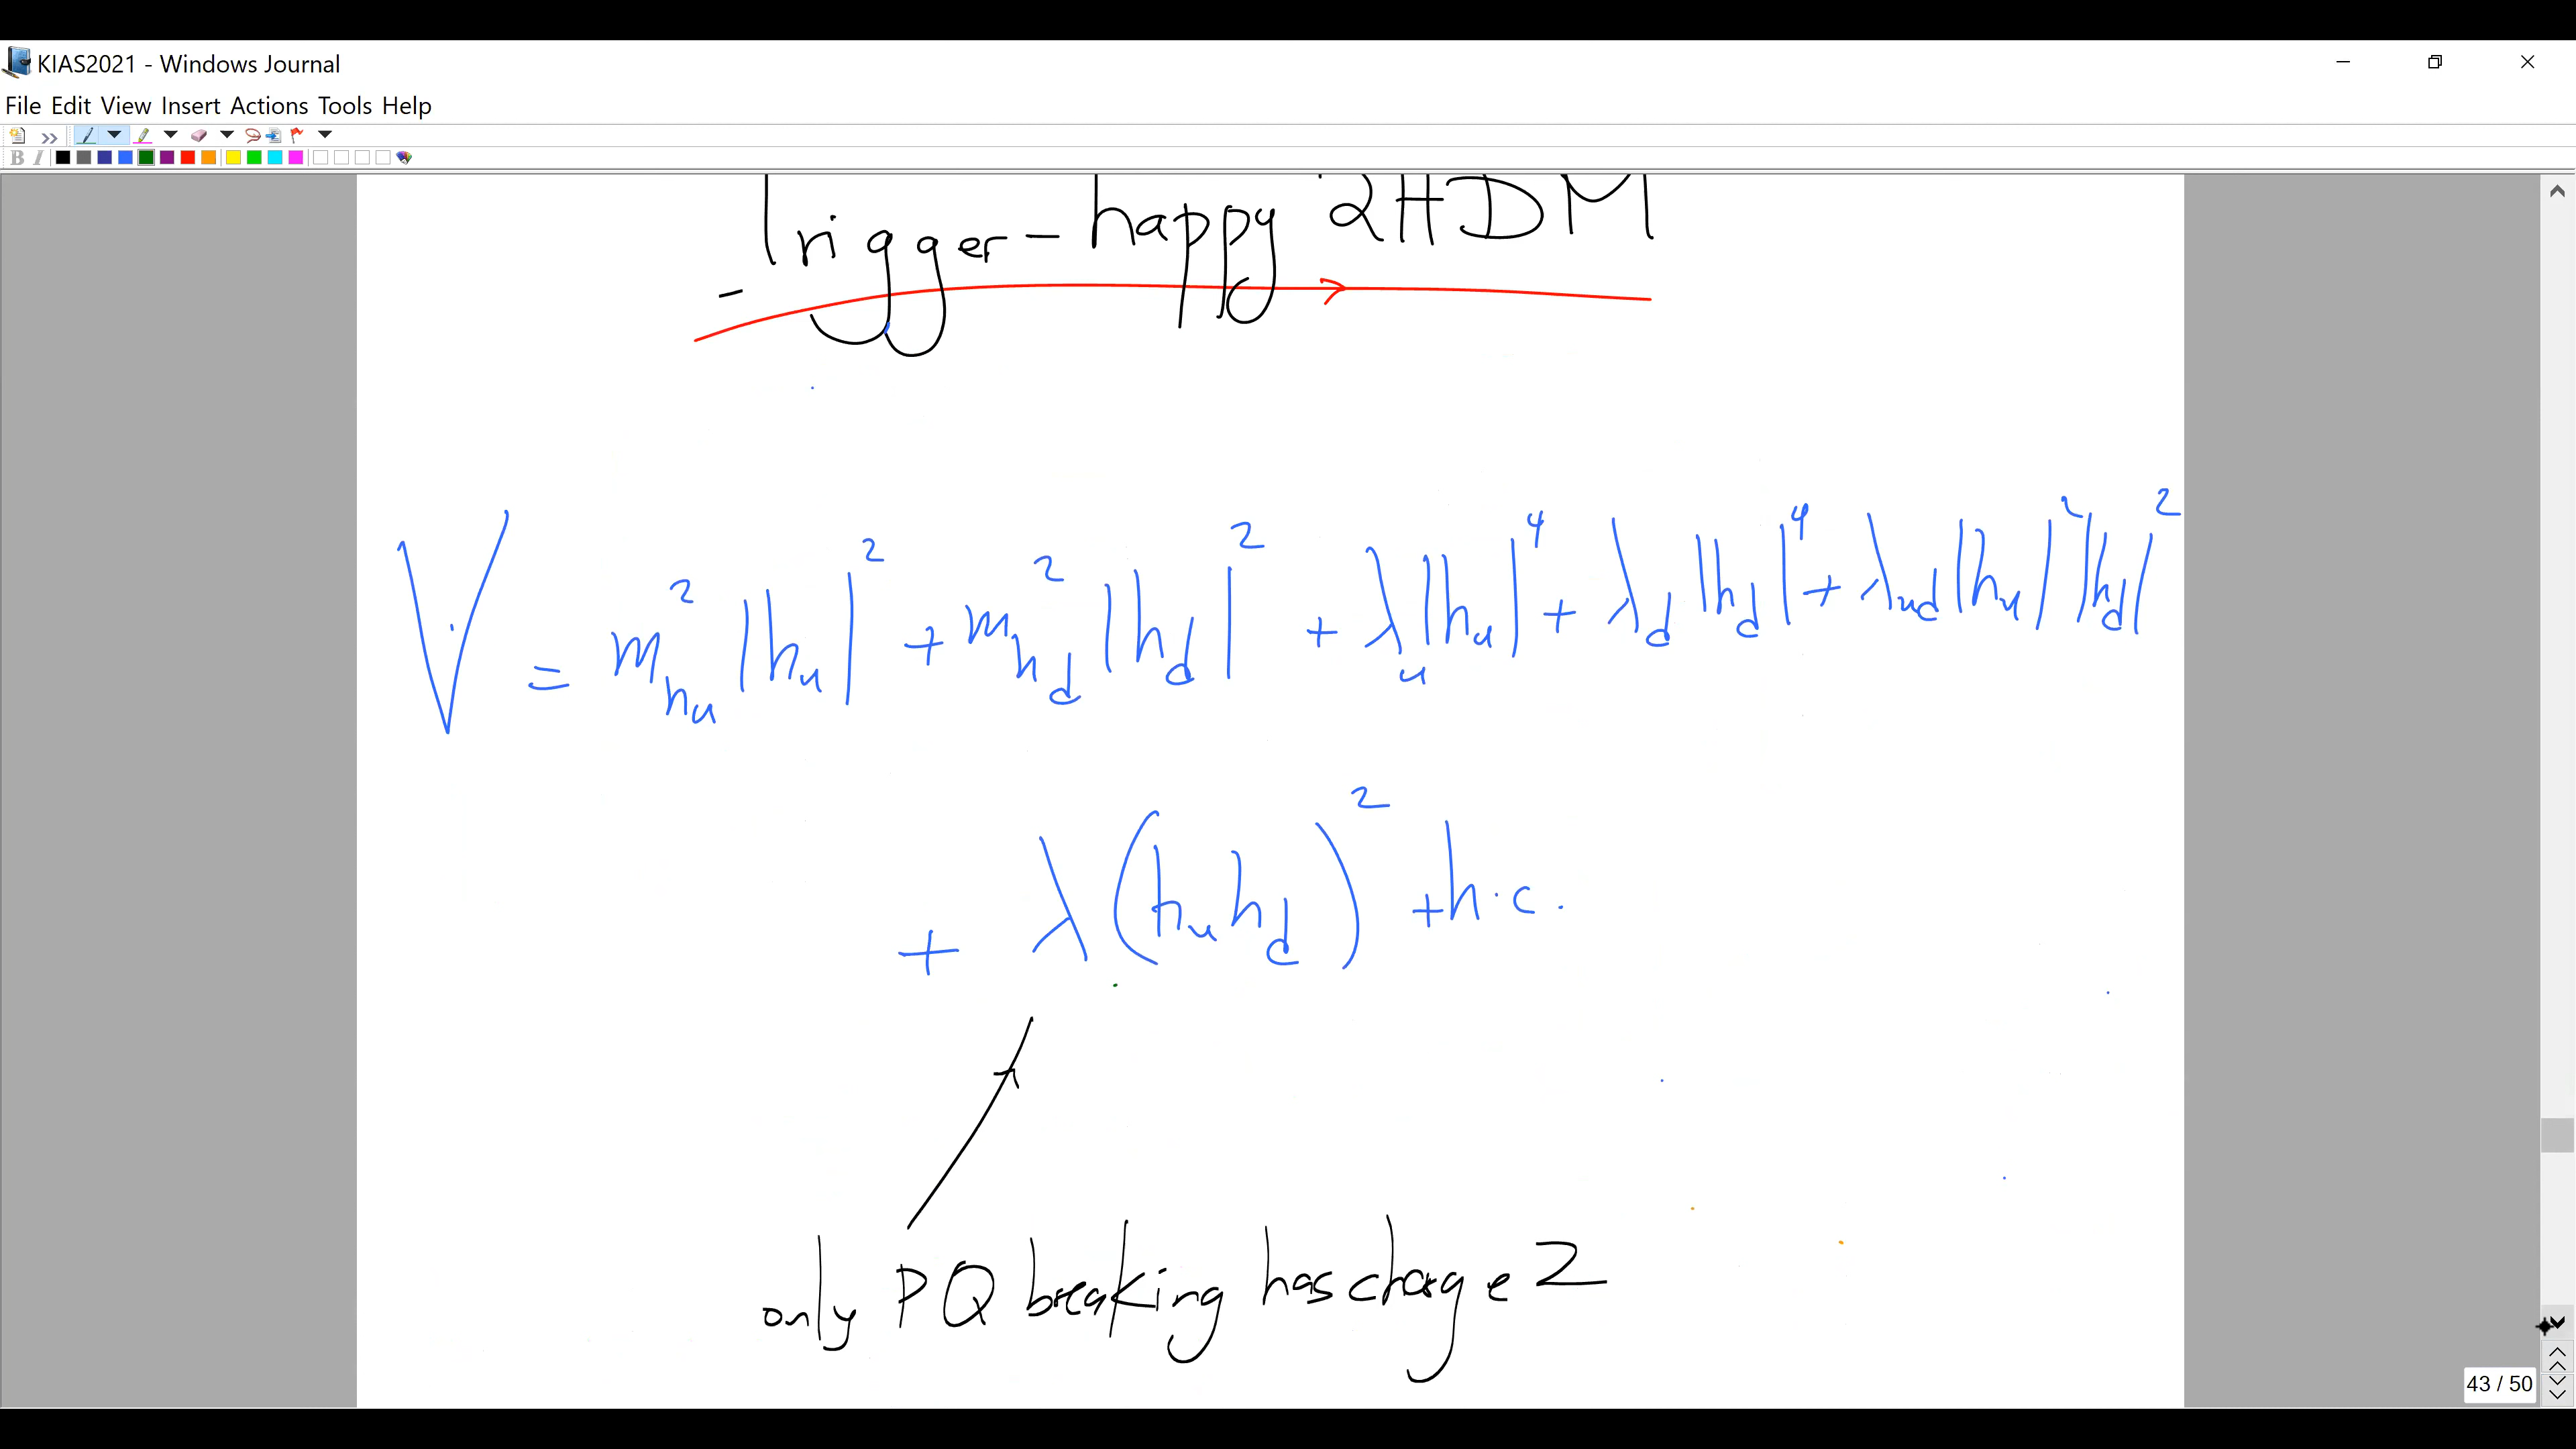 KIAS2021 - Windows Journal
File Edit View Insert Actions Tools Help
B I
Trigger-happy 2HDM
V = m²_{h_u} |h_u|² + m²_{h_d} |h_d|² + λ_u |h_u|⁴ + λ_d |h_d|⁴ + λ_{ud} |h_u|² |h_d|²
+ λ (h_u h_d)² + h.c.
only PQ breaking has charge 2
43 / 50